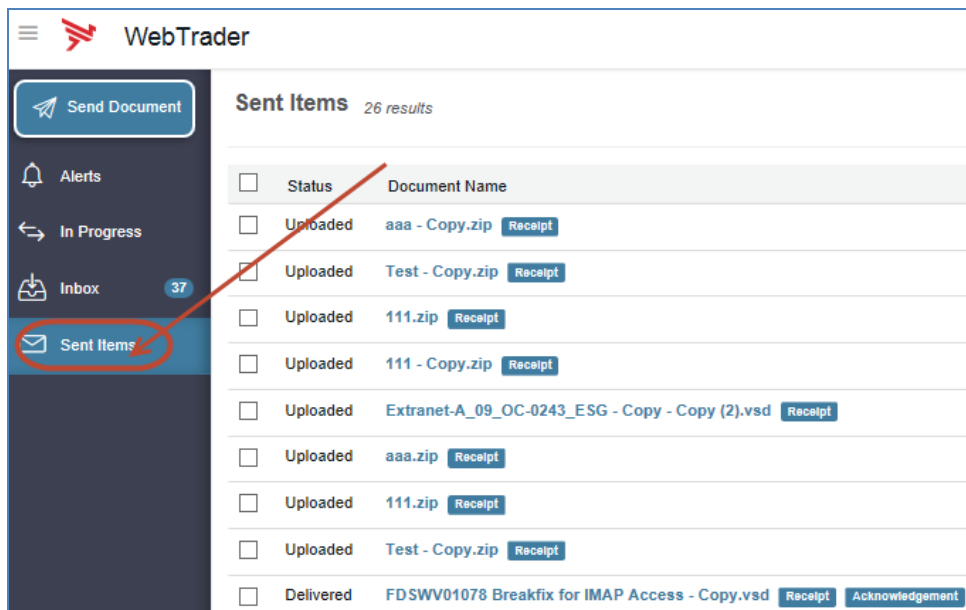 WebTrader
Send Document
Alerts
In Progress
Inbox 37
Sent Items
Sent Items 26 results
Status Document Name
Uploaded aaa - Copy.zip Receipt
Uploaded Test - Copy.zip Receipt
Uploaded 111.zip Receipt
Uploaded 111 - Copy.zip Receipt
Uploaded Extranet-A_09_OC-0243_ESG - Copy - Copy (2).vsd Receipt
Uploaded aaa.zip Receipt
Uploaded 111.zip Receipt
Uploaded Test - Copy.zip Receipt
Delivered FDSWV01078 Breakfix for IMAP Access - Copy.vsd Receipt Acknowledgement